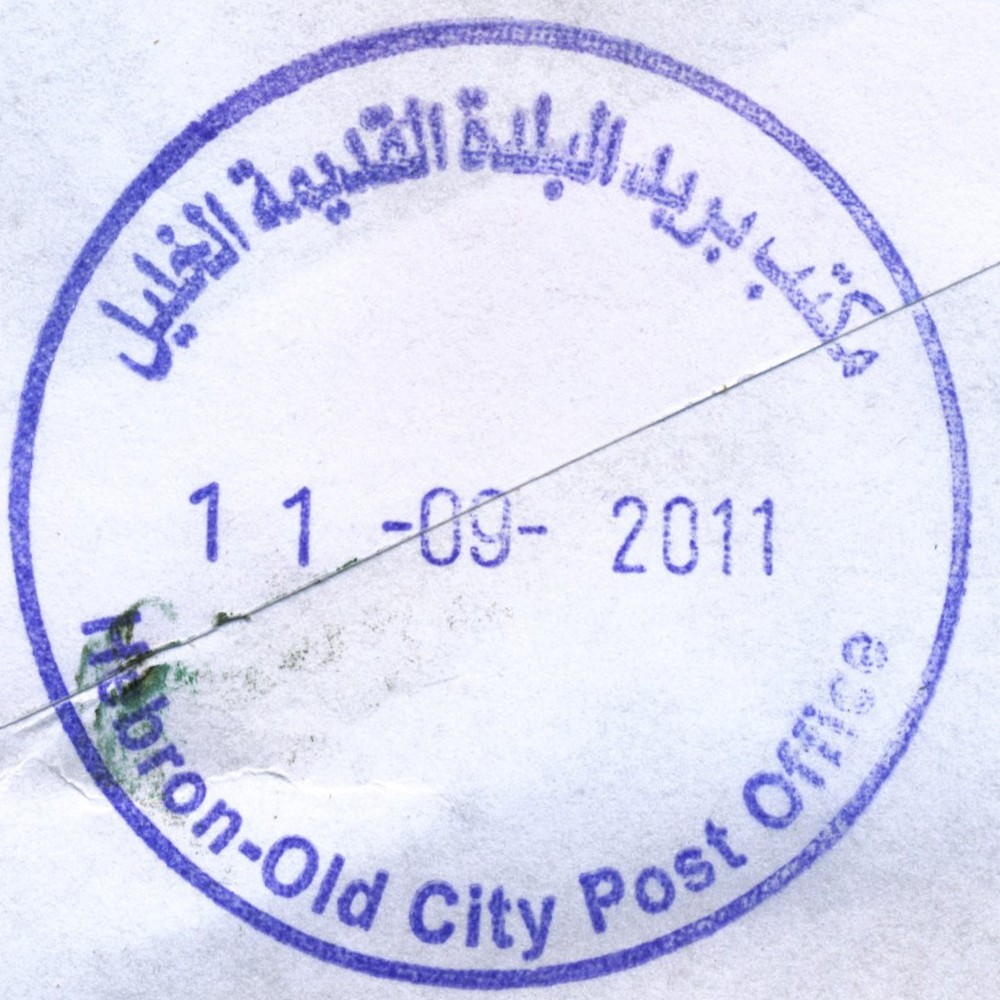 مكتب بريد البلدة القديمة الخليل
11 -09- 2011
Hebron-Old City Post Office